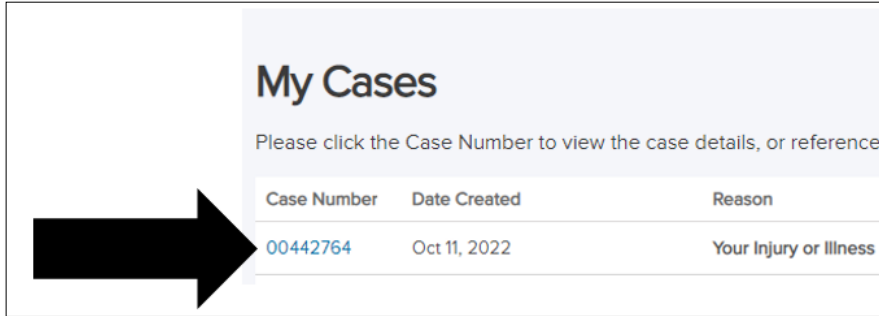 My Cases
Please click the Case Number to view the case details, or reference
Case Number Date Created Reason
00442764 Oct 11, 2022 Your Injury or Illness